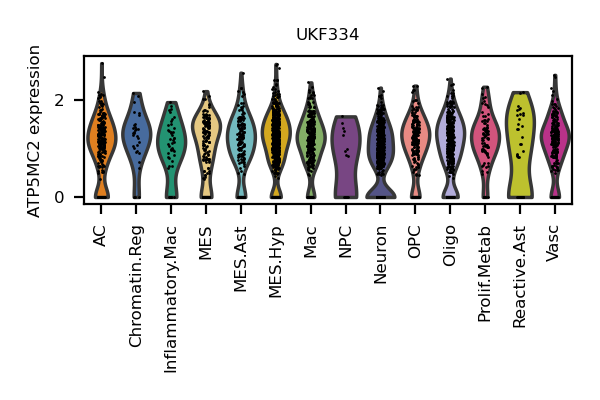 UKF334
ATP5MC2 expression
2
0
AC
Chromatin.Reg
Inflammatory.Mac
MES
MES.Ast
MES.Hyp
Mac
NPC
Neuron
OPC
Oligo
Prolif.Metab
Reactive.Ast
Vasc